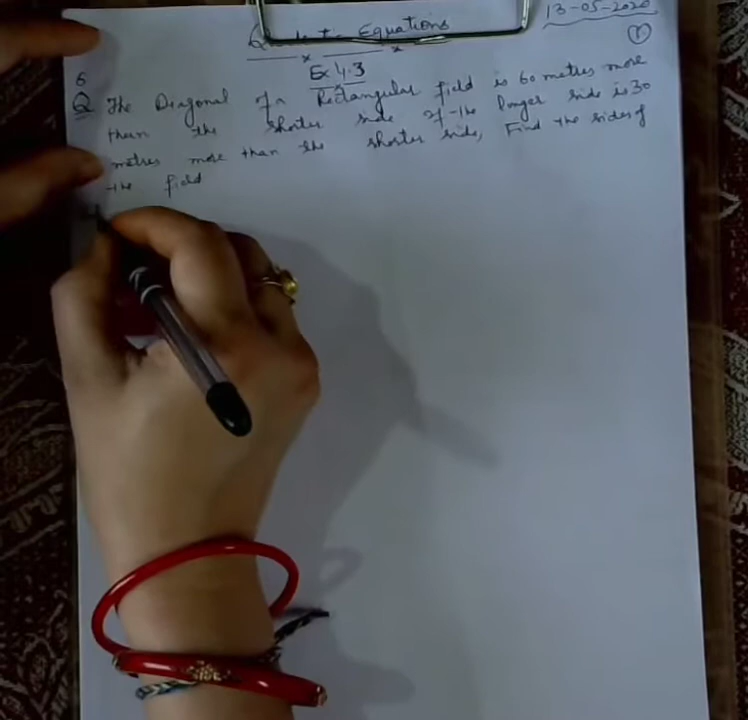 13-05-2020
Equations
Ex 4.3
1
6
Q The Diagonal of a Rectangular field is 60 metres more
than the shorter side if the longer side is 30
metres more than the shorter side, Find the sides of
the field